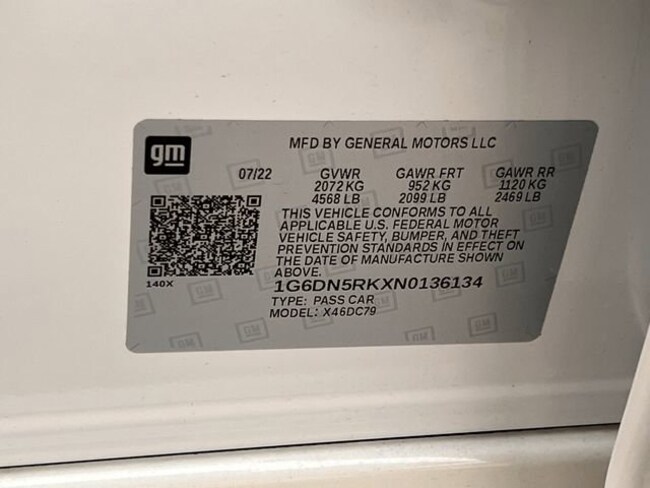 gm
MFD BY GENERAL MOTORS LLC
07/22 GVWR GAWR FRT GAWR RR
2072 KG 952 KG 1120 KG
4568 LB 2099 LB 2469 LB
THIS VEHICLE CONFORMS TO ALL
APPLICABLE U.S. FEDERAL MOTOR
VEHICLE SAFETY, BUMPER, AND THEFT
PREVENTION STANDARDS IN EFFECT ON
THE DATE OF MANUFACTURE SHOWN
ABOVE.
140X
1G6DN5RKXN0136134
TYPE: PASS CAR
MODEL: X46DC79